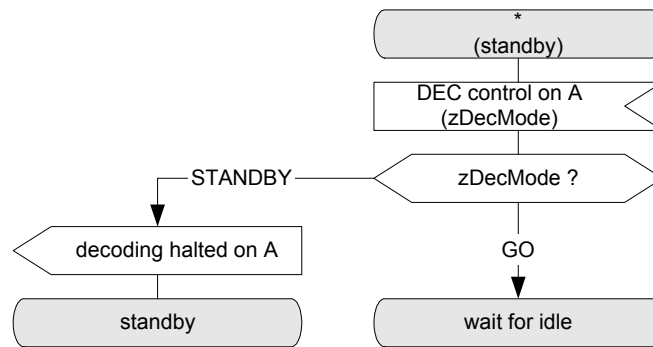 *
(standby)
DEC control on A
(zDecMode)
STANDBY
zDecMode ?
decoding halted on A
GO
standby
wait for idle